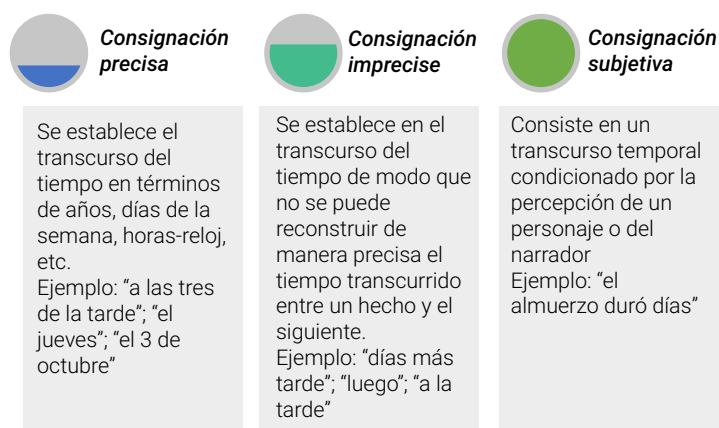 Consignación
precisa
Se establece el
transcurso del
tiempo en términos
de años, días de la
semana, horas-reloj,
etc.
Ejemplo: “a las tres
de la tarde”; “el
jueves”; “el 3 de
octubre”
Consignación
imprecise
Se establece en el
transcurso del
tiempo de modo que
no se puede
reconstruir de
manera precisa el
tiempo transcurrido
entre un hecho y el
siguiente.
Ejemplo: “días más
tarde”; “luego”; “a la
tarde”
Consignación
subjetiva
Consiste en un
transcurso temporal
condicionado por la
percepción de un
personaje o del
narrador
Ejemplo: “el
almuerzo duró días”